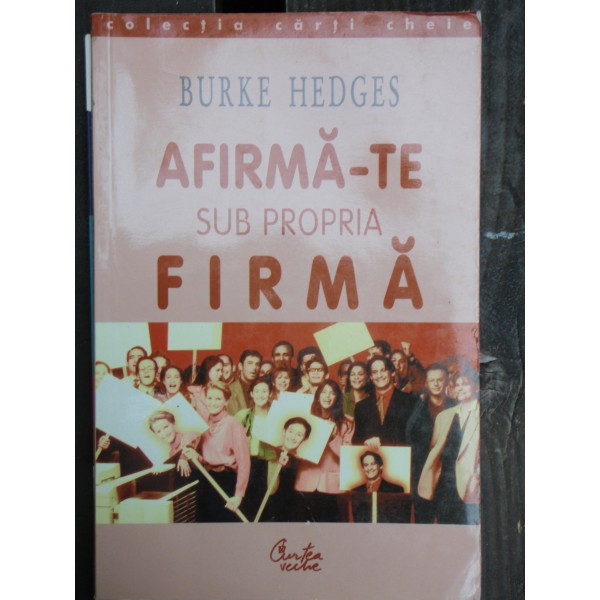 colecția cărți cheie
BURKE HEDGES
AFIRMĂ-TE
SUB PROPRIA
FIRMĂ
Curtea
veche